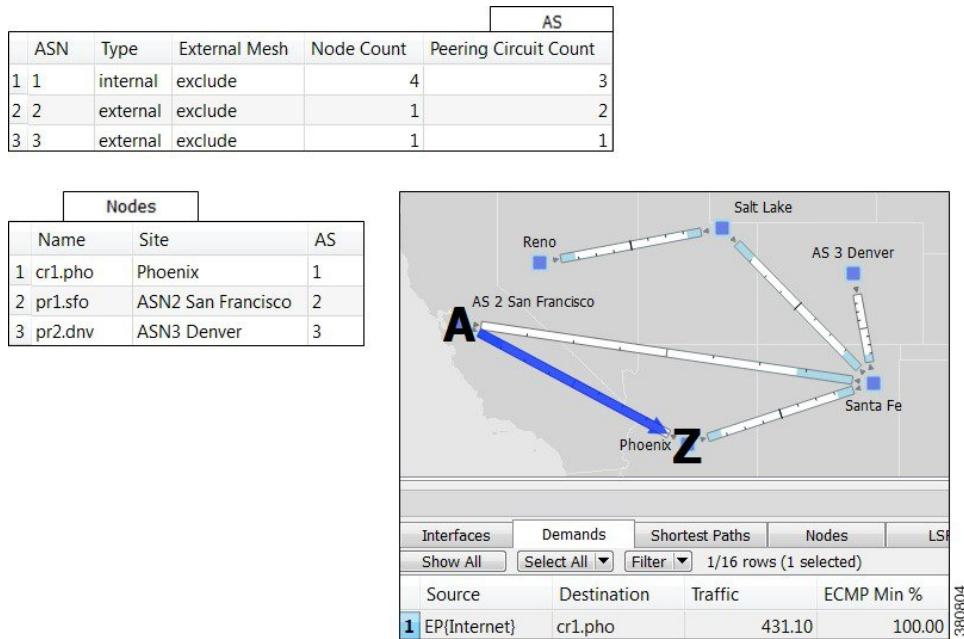 AS
ASN Type External Mesh Node Count Peering Circuit Count
1 1 internal exclude 4 3
2 2 external exclude 1 2
3 3 external exclude 1 1
Nodes
Name Site AS
1 cr1.pho Phoenix 1
2 pr1.sfo ASN2 San Francisco 2
3 pr2.dnv ASN3 Denver 3
Salt Lake
Reno
AS 3 Denver
AS 2 San Francisco
A
Santa Fe
Phoenix
Z
Interfaces Demands Shortest Paths Nodes LSP
Show All Select All Filter 1/16 rows (1 selected)
Source Destination Traffic ECMP Min %
1 EP{Internet} cr1.pho 431.10 100.00
380804